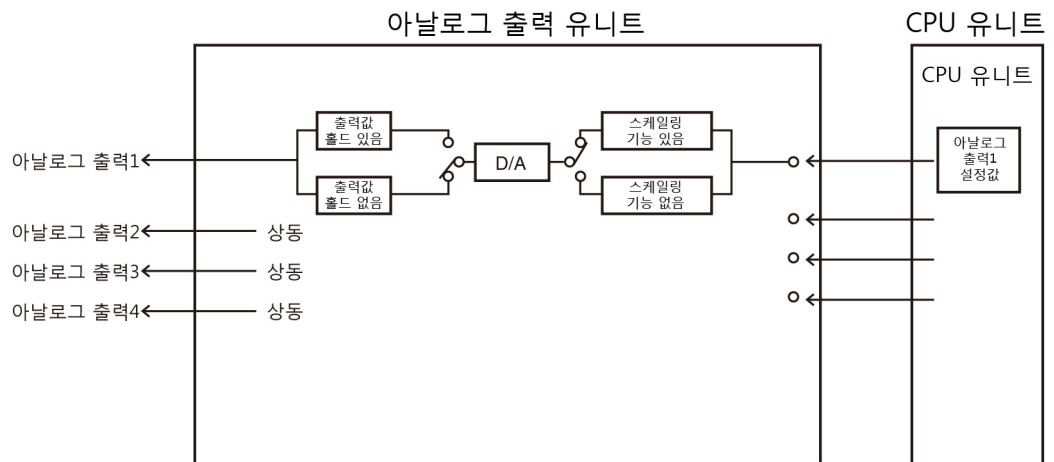 아날로그 출력 유니트
CPU 유니트
CPU 유니트
출력값
홀드 있음
스케일링
기능 있음
아날로그 출력1
D/A
아날로그
출력1
설정값
출력값
홀드 없음
스케일링
기능 없음
아날로그 출력2
상동
아날로그 출력3
상동
아날로그 출력4
상동